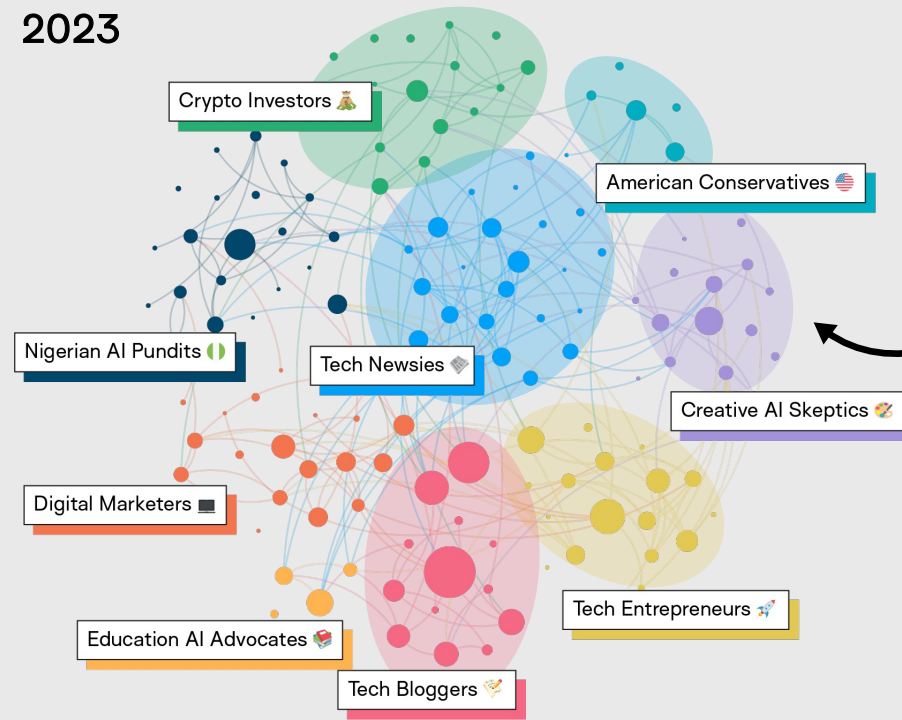 2023
Crypto Investors 💰
American Conservatives 🇺🇸
Nigerian AI Pundits 🇳🇬
Tech Newsies 🗞️
Creative AI Skeptics 🎨
Digital Marketers 💻
Tech Entrepreneurs 🚀
Education AI Advocates 📚
Tech Bloggers 📝